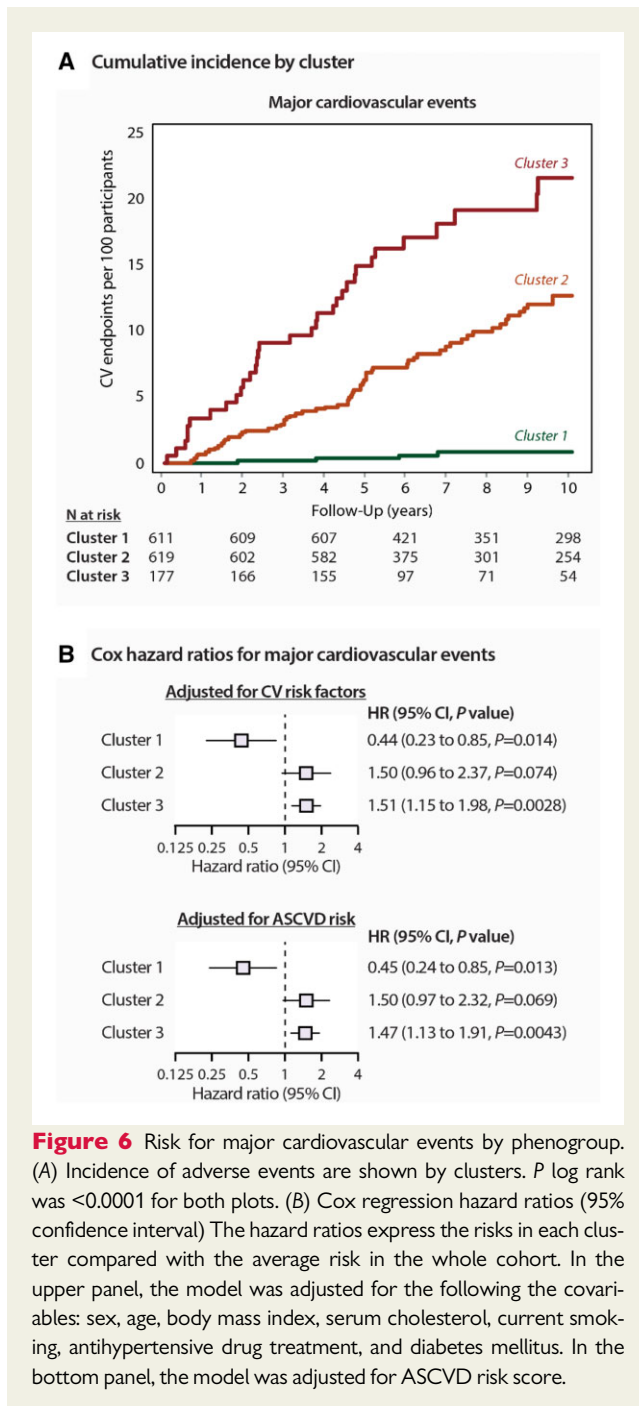 A Cumulative incidence by cluster
Major cardiovascular events
CV endpoints per 100 participants
25
20
15
10
5
0
Cluster 3
Cluster 2
Cluster 1
0 1 2 3 4 5 6 7 8 9 10
Follow-Up (years)
N at risk
Cluster 1 611 609 607 421 351 298
Cluster 2 619 602 582 375 301 254
Cluster 3 177 166 155 97 71 54
B Cox hazard ratios for major cardiovascular events
Adjusted for CV risk factors
HR (95% CI, P value)
Cluster 1 0.44 (0.23 to 0.85, P=0.014)
Cluster 2 1.50 (0.96 to 2.37, P=0.074)
Cluster 3 1.51 (1.15 to 1.98, P=0.0028)
0.125 0.25 0.5 1 2 4
Hazard ratio (95% CI)
Adjusted for ASCVD risk
HR (95% CI, P value)
Cluster 1 0.45 (0.24 to 0.85, P=0.013)
Cluster 2 1.50 (0.97 to 2.32, P=0.069)
Cluster 3 1.47 (1.13 to 1.91, P=0.0043)
0.125 0.25 0.5 1 2 4
Hazard ratio (95% CI)
Figure 6 Risk for major cardiovascular events by phenogroup.
(A) Incidence of adverse events are shown by clusters. P log rank
was <0.0001 for both plots. (B) Cox regression hazard ratios (95%
confidence interval) The hazard ratios express the risks in each clus-
ter compared with the average risk in the whole cohort. In the
upper panel, the model was adjusted for the following the covari-
ables: sex, age, body mass index, serum cholesterol, current smok-
ing, antihypertensive drug treatment, and diabetes mellitus. In the
bottom panel, the model was adjusted for ASCVD risk score.